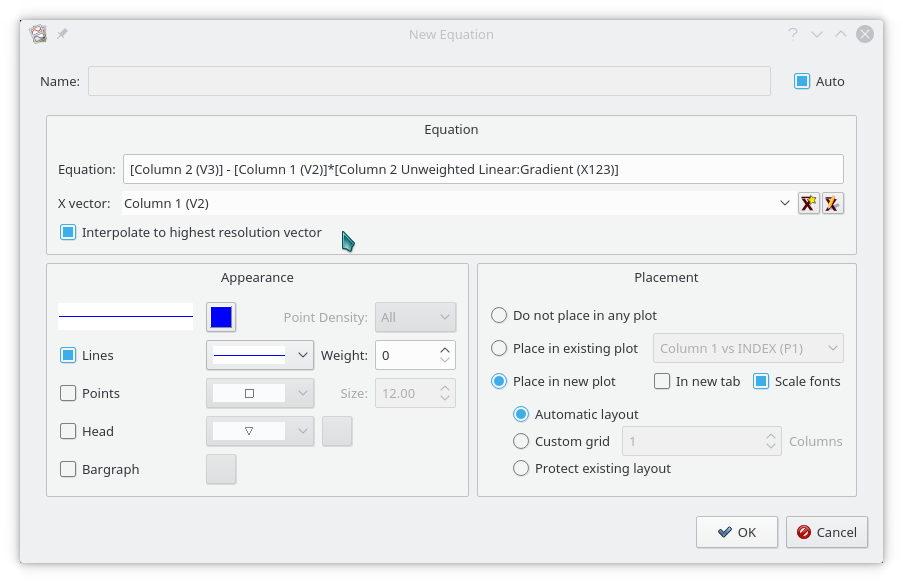 New Equation
Name: Auto
Equation
Equation: [Column 2 (V3)] - [Column 1 (V2)]*[Column 2 Unweighted Linear:Gradient (X123)]
X vector: Column 1 (V2)
Interpolate to highest resolution vector
Appearance
Point Density: All
Lines Weight: 0
Points Size: 12.00
Head
Bargraph
Placement
Do not place in any plot
Place in existing plot Column 1 vs INDEX (P1)
Place in new plot In new tab Scale fonts
Automatic layout
Custom grid 1 Columns
Protect existing layout
OK Cancel